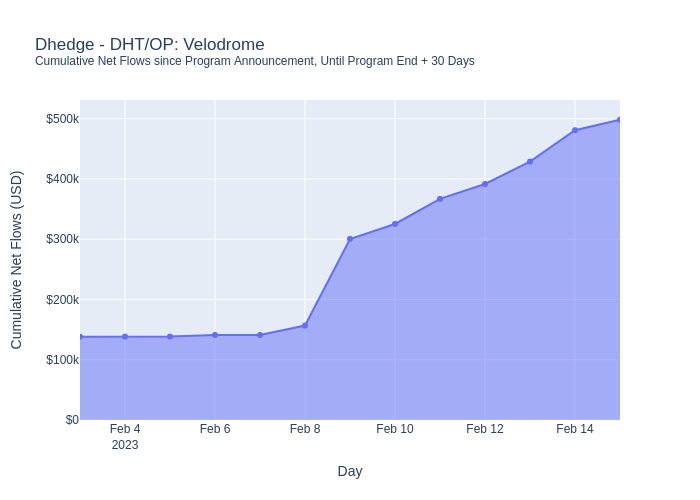 Dhedge - DHT/OP: Velodrome
Cumulative Net Flows since Program Announcement, Until Program End + 30 Days
Cumulative Net Flows (USD)
$500k
$400k
$300k
$200k
$100k
$0
Feb 4
Feb 6
Feb 8
Feb 10
Feb 12
Feb 14
2023
Day